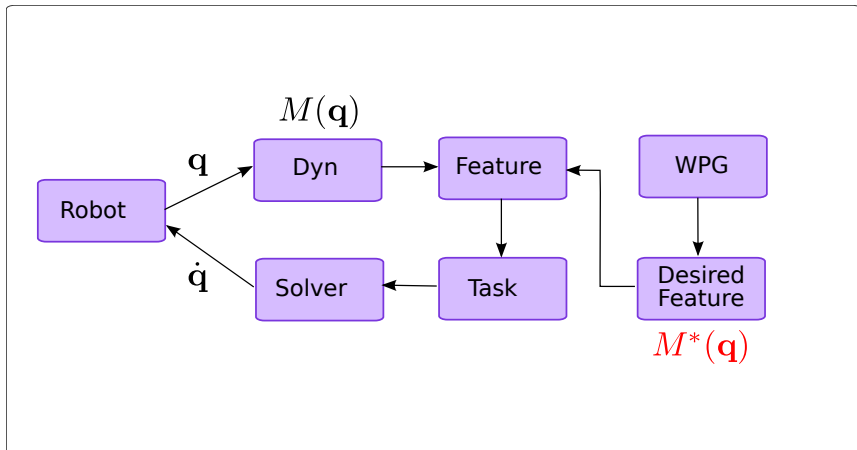 M(q)
q
Dyn
Feature
WPG
Robot
q̇
Solver
Task
Desired
Feature
M*(q)